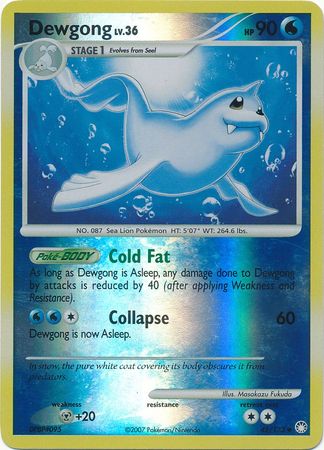 Dewgong LV.36 HP 90
STAGE 1 Evolves from Seel
NO. 087 Sea Lion Pokémon HT: 5'07" WT: 264.6 lbs.
Poké-BODY Cold Fat
As long as Dewgong is Asleep, any damage done to Dewgong
by attacks is reduced by 40 (after applying Weakness and
Resistance).
Collapse 60
Dewgong is now Asleep.
In snow, the pure white coat covering its body obscures it from
predators.
Illus. Masakazu Fukuda
weakness resistance retreat cost
+20
©2007 Pokémon/Nintendo